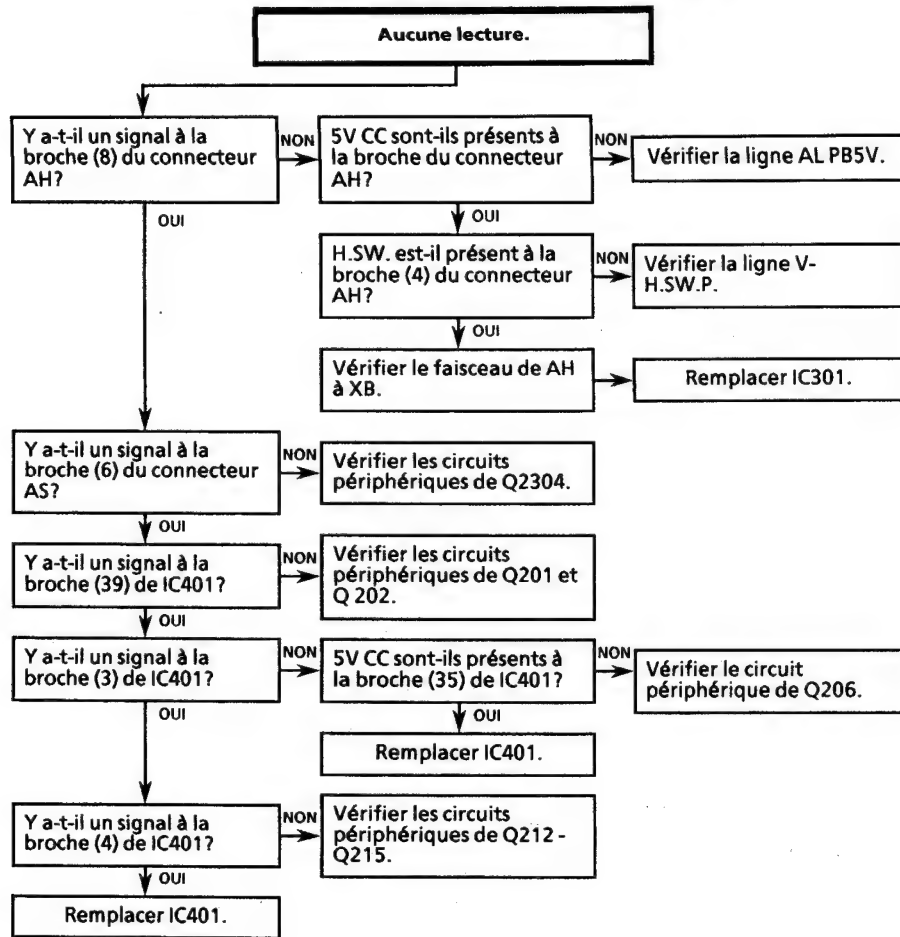 Aucune lecture.
Y a-t-il un signal à la
broche (8) du connecteur
AH?
NON
5V CC sont-ils présents à
la broche du connecteur
AH?
NON
Vérifier la ligne AL PB5V.
OUI
OUI
H.SW. est-il présent à la
broche (4) du connecteur
AH?
NON
Vérifier la ligne V-
H.SW.P.
OUI
Vérifier le faisceau de AH
à XB.
Remplacer IC301.
Y a-t-il un signal à la
broche (6) du connecteur
AS?
NON
Vérifier les circuits
périphériques de Q2304.
OUI
Y a-t-il un signal à la
broche (39) de IC401?
NON
Vérifier les circuits
périphériques de Q201 et
Q 202.
OUI
Y a-t-il un signal à la
broche (3) de IC401?
NON
5V CC sont-ils présents à
la broche (35) de IC401?
NON
Vérifier le circuit
périphérique de Q206.
OUI
OUI
Remplacer IC401.
Y a-t-il un signal à la
broche (4) de IC401?
NON
Vérifier les circuits
périphériques de Q212 -
Q215.
OUI
Remplacer IC401.